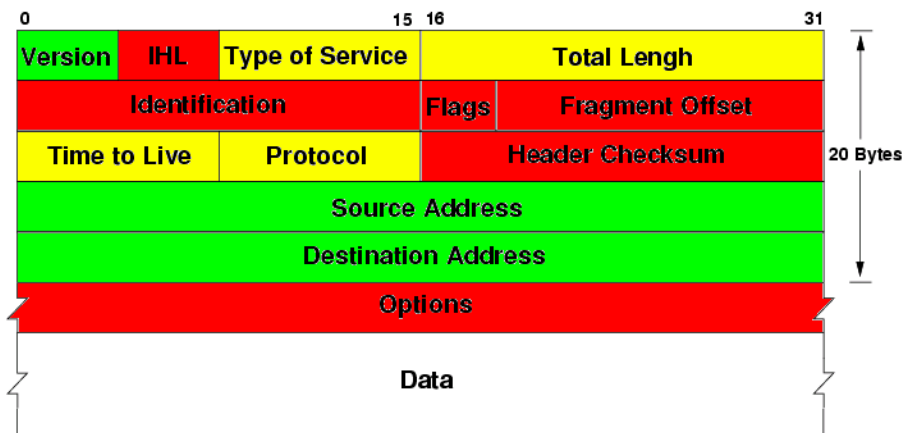 0 15 16 31
Version IHL Type of Service Total Lengh
Identification Flags Fragment Offset
Time to Live Protocol Header Checksum
20 Bytes
Source Address
Destination Address
Options
Data